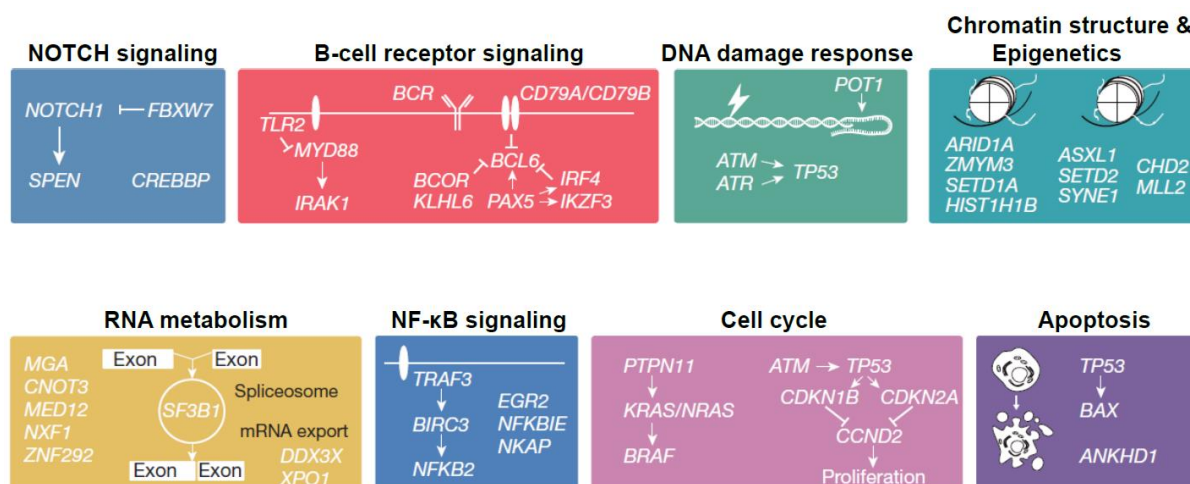 NOTCH signaling
NOTCH1
FBXW7
SPEN
CREBBP
B-cell receptor signaling
BCR
CD79A/CD79B
TLR2
MYD88
BCL6
BCOR
IRF4
KLHL6
PAX5
IKZF3
IRAK1
DNA damage response
POT1
ATM
TP53
ATR
Chromatin structure &
Epigenetics
ARID1A
ZMYM3
SETD1A
HIST1H1B
ASXL1
SETD2
SYNE1
CHD2
MLL2
RNA metabolism
MGA
CNOT3
MED12
NXF1
ZNF292
Exon
Exon
SF3B1
Spliceosome
mRNA export
Exon
Exon
DDX3X
XPO1
NF-κB signaling
TRAF3
BIRC3
NFKB2
EGR2
NFKBIE
NKAP
Cell cycle
PTPN11
KRAS/NRAS
BRAF
ATM
TP53
CDKN1B
CDKN2A
CCND2
Proliferation
Apoptosis
TP53
BAX
ANKHD1